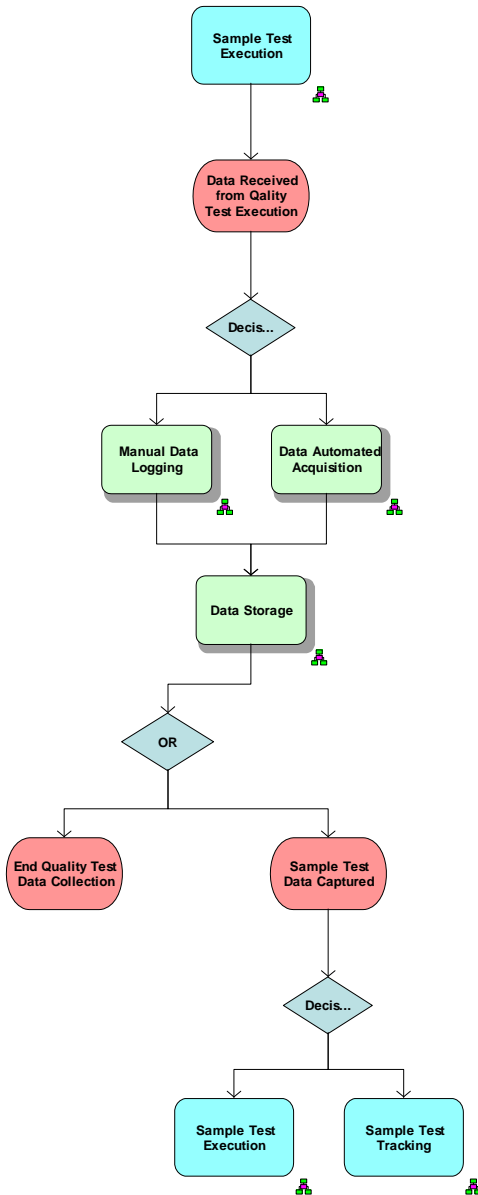 Sample Test
Execution
Data Received
from Qality
Test Execution
Decis...
Manual Data
Logging
Data Automated
Acquisition
Data Storage
OR
End Quality Test
Data Collection
Sample Test
Data Captured
Decis...
Sample Test
Execution
Sample Test
Tracking